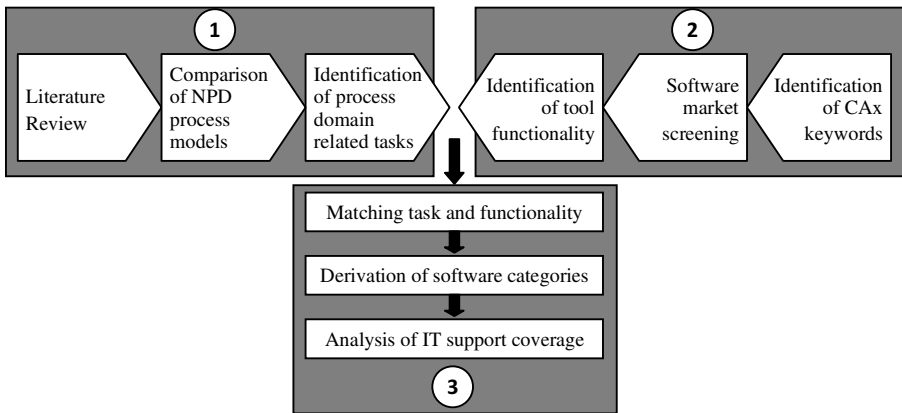 1
2
Literature
Review
Comparison
of NPD
process
models
Identification
of process
domain
related tasks
Identification
of tool
functionality
Software
market
screening
Identification
of CAx
keywords
Matching task and functionality
Derivation of software categories
Analysis of IT support coverage
3